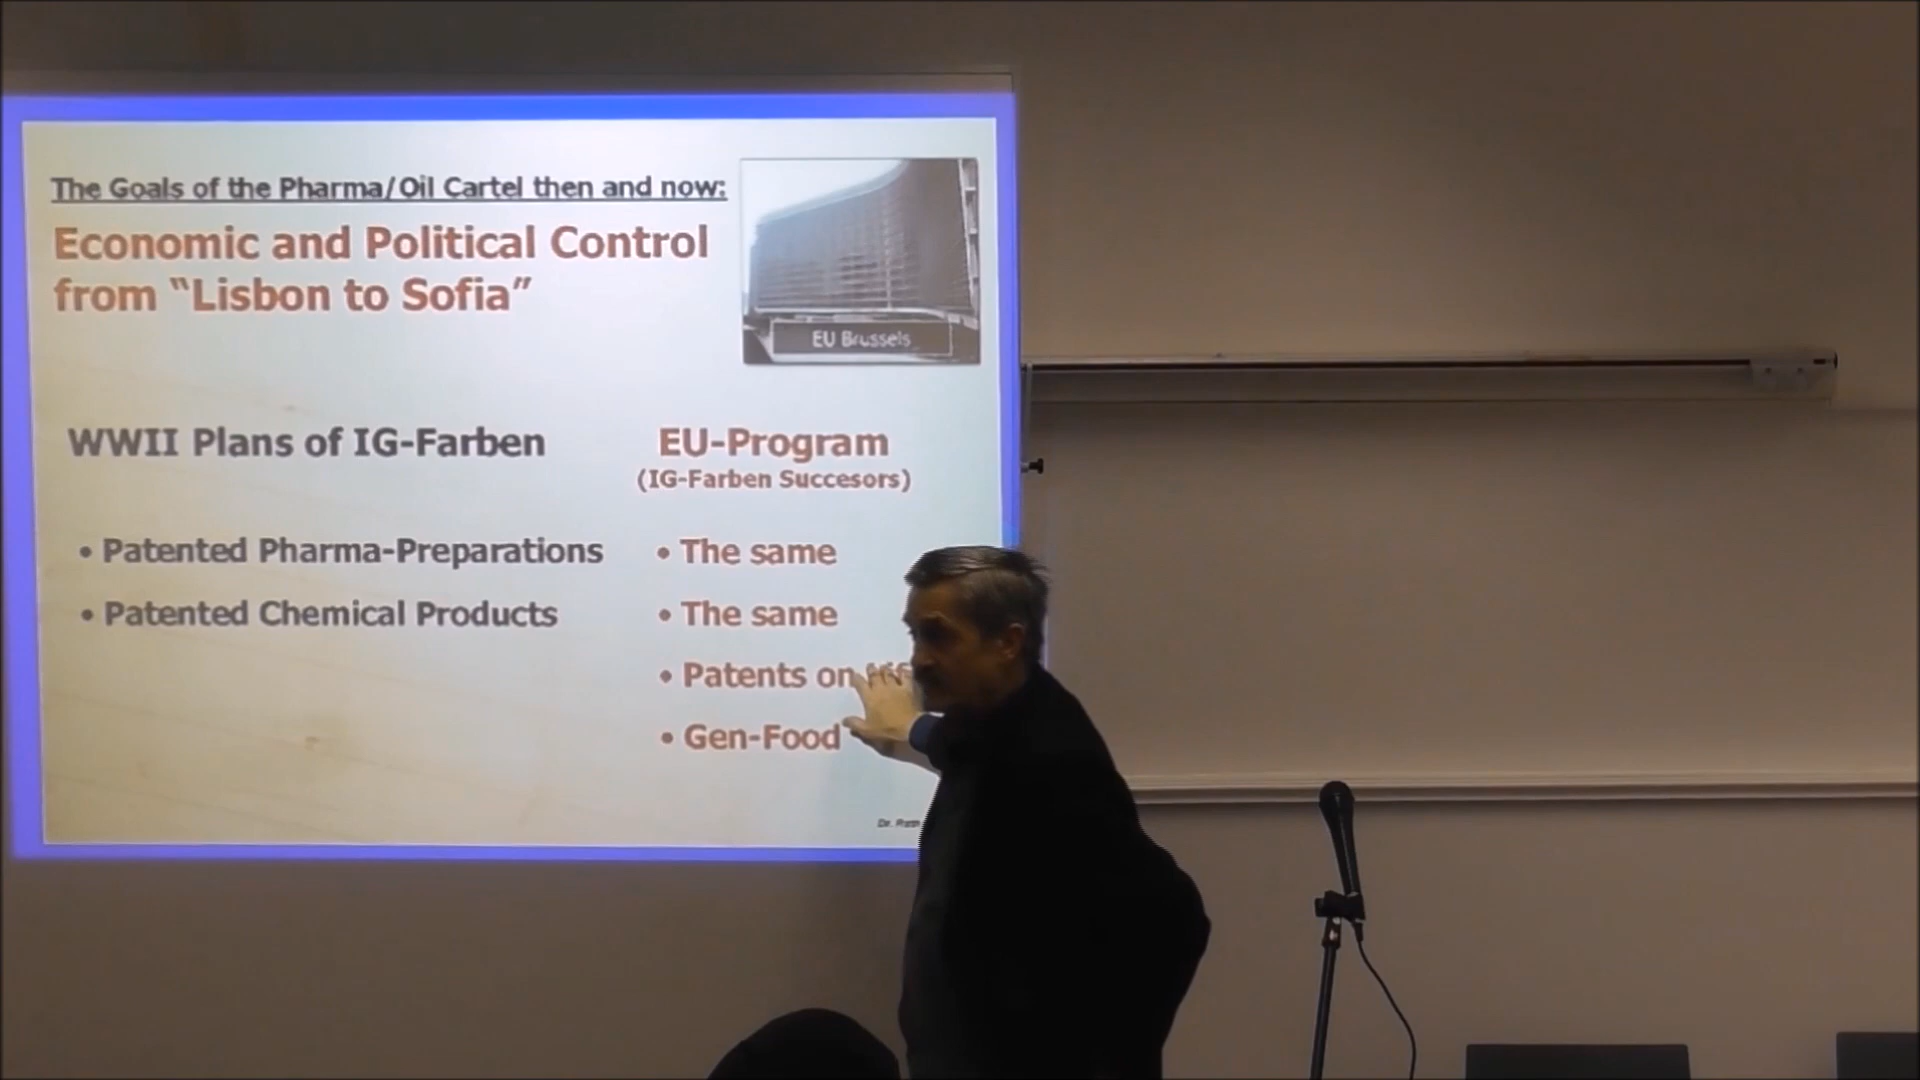 The Goals of the Pharma/Oil Cartel then and now:
Economic and Political Control
from “Lisbon to Sofia”
EU Brussels
WWII Plans of IG-Farben
EU-Program
(IG-Farben Succesors)
• Patented Pharma-Preparations
• The same
• Patented Chemical Products
• The same
• Patents on
• Gen-Food
Dr. Rath